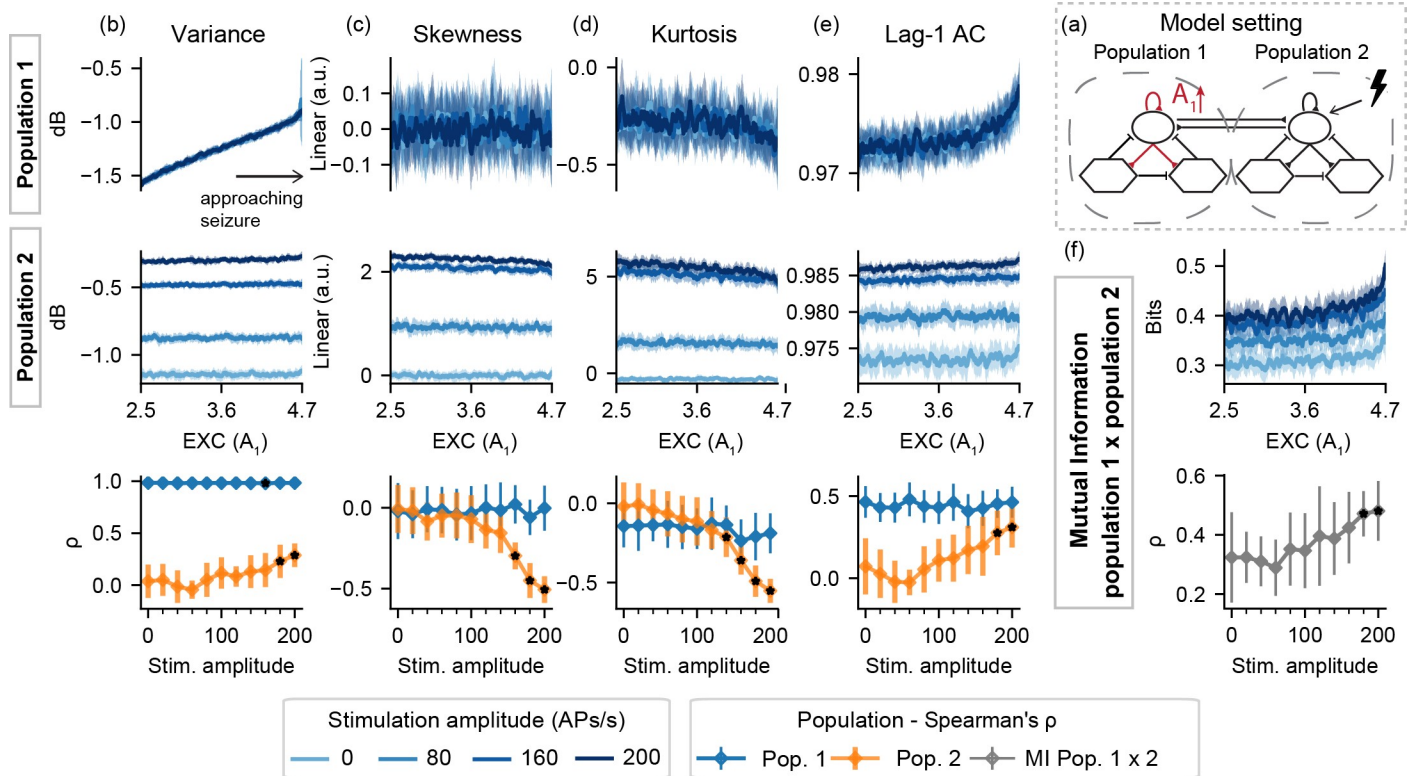 (b)
Variance
(c)
Skewness
(d)
Kurtosis
(e)
Lag-1 AC
(a)
Model setting
Population 1
Population 2
A1
Population 1
dB
−0.5
−1.0
−1.5
approaching
seizure
Linear (a.u.)
0.1
0.0
−0.1
0.0
−0.5
0.98
0.97
Population 2
dB
−0.5
−1.0
2.5
3.6
4.7
EXC (A1)
Linear (a.u.)
2
0
2.5
3.6
4.7
EXC (A1)
5
0
2.5
3.6
4.7
EXC (A1)
0.985
0.980
0.975
2.5
3.6
4.7
EXC (A1)
(f)
Mutual Information
population 1 x population 2
Bits
0.5
0.4
0.3
2.5
3.6
4.7
EXC (A1)
ρ
1.0
0.5
0.0
0
100
200
Stim. amplitude
0.0
−0.5
0
100
200
Stim. amplitude
0.0
−0.5
0
100
200
Stim. amplitude
0.5
0.0
0
100
200
Stim. amplitude
ρ
0.6
0.4
0.2
0
100
200
Stim. amplitude
Stimulation amplitude (APs/s)
0
80
160
200
Population - Spearman's ρ
Pop. 1
Pop. 2
MI Pop. 1 x 2